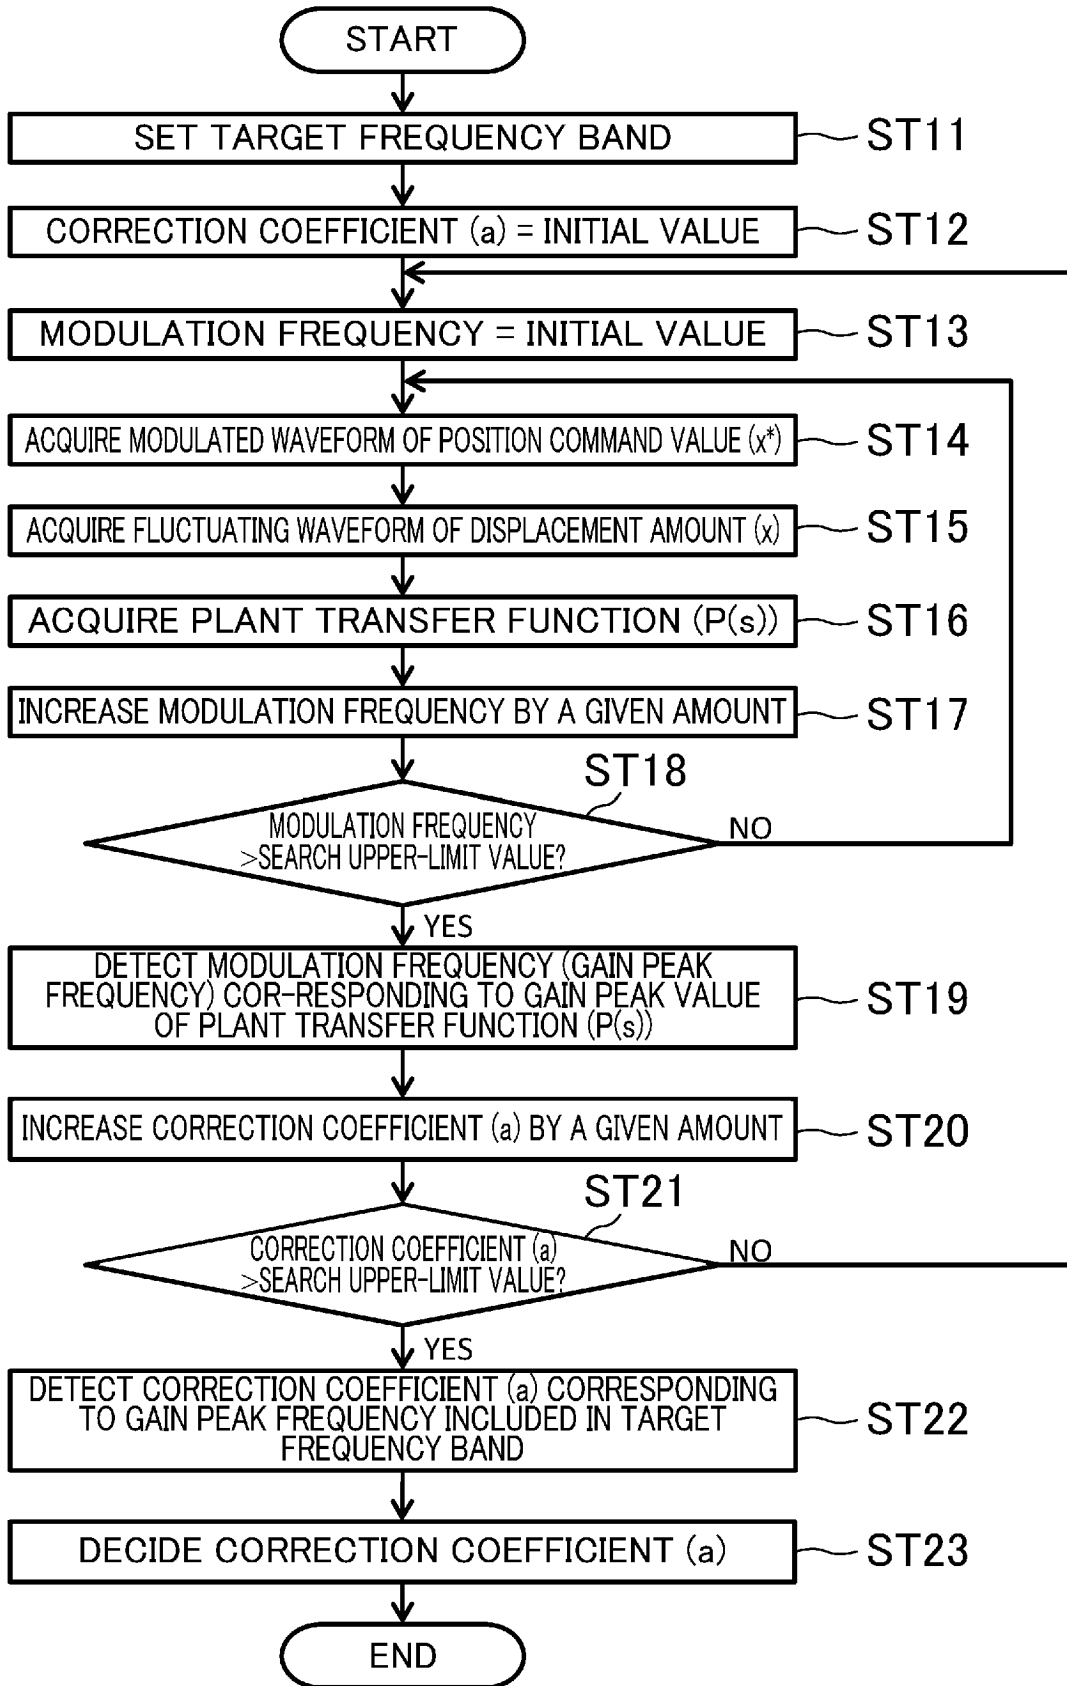 START
SET TARGET FREQUENCY BAND
ST11
CORRECTION COEFFICIENT (a) = INITIAL VALUE
ST12
MODULATION FREQUENCY = INITIAL VALUE
ST13
ACQUIRE MODULATED WAVEFORM OF POSITION COMMAND VALUE (x*)
ST14
ACQUIRE FLUCTUATING WAVEFORM OF DISPLACEMENT AMOUNT (x)
ST15
ACQUIRE PLANT TRANSFER FUNCTION (P(s))
ST16
INCREASE MODULATION FREQUENCY BY A GIVEN AMOUNT
ST17
ST18
MODULATION FREQUENCY
>SEARCH UPPER-LIMIT VALUE?
NO
YES
DETECT MODULATION FREQUENCY (GAIN PEAK
FREQUENCY) COR-RESPONDING TO GAIN PEAK VALUE
OF PLANT TRANSFER FUNCTION (P(s))
ST19
INCREASE CORRECTION COEFFICIENT (a) BY A GIVEN AMOUNT
ST20
ST21
CORRECTION COEFFICIENT (a)
>SEARCH UPPER-LIMIT VALUE?
NO
YES
DETECT CORRECTION COEFFICIENT (a) CORRESPONDING
TO GAIN PEAK FREQUENCY INCLUDED IN TARGET
FREQUENCY BAND
ST22
DECIDE CORRECTION COEFFICIENT (a)
ST23
END